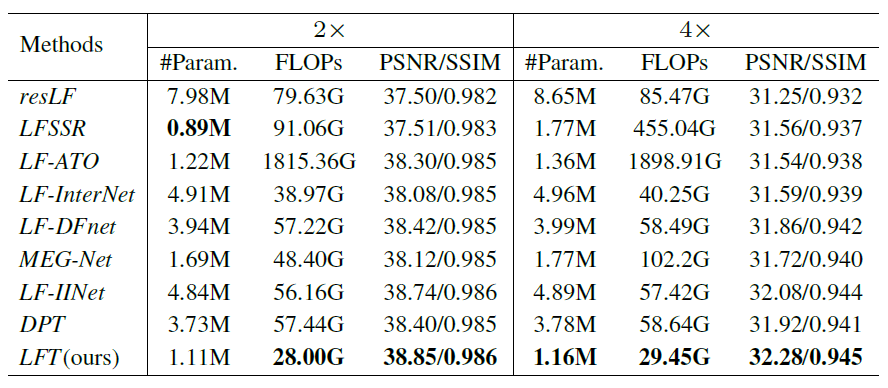 Methods 2× 4×
#Param. FLOPs PSNR/SSIM #Param. FLOPs PSNR/SSIM
resLF 7.98M 79.63G 37.50/0.982 8.65M 85.47G 31.25/0.932
LFSSR 0.89M 91.06G 37.51/0.983 1.77M 455.04G 31.56/0.937
LF-ATO 1.22M 1815.36G 38.30/0.985 1.36M 1898.91G 31.54/0.938
LF-InterNet 4.91M 38.97G 38.08/0.985 4.96M 40.25G 31.59/0.939
LF-DFnet 3.94M 57.22G 38.42/0.985 3.99M 58.49G 31.86/0.942
MEG-Net 1.69M 48.40G 38.12/0.985 1.77M 102.2G 31.72/0.940
LF-IINet 4.84M 56.16G 38.74/0.986 4.89M 57.42G 32.08/0.944
DPT 3.73M 57.44G 38.40/0.985 3.78M 58.64G 31.92/0.941
LFT(ours) 1.11M 28.00G 38.85/0.986 1.16M 29.45G 32.28/0.945